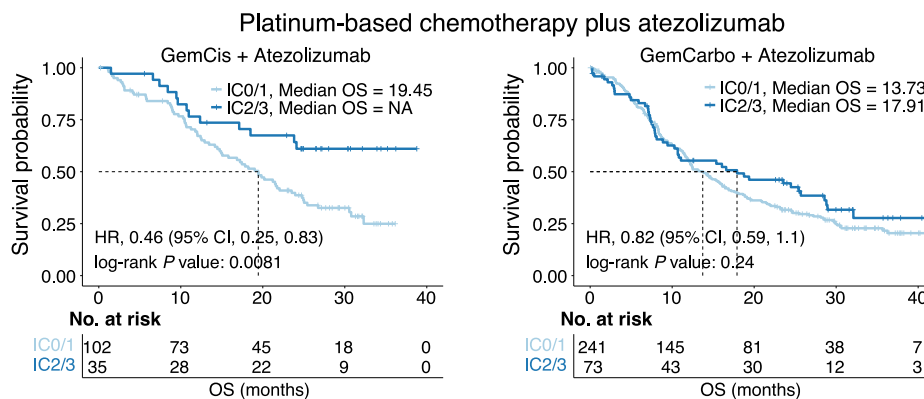 Platinum-based chemotherapy plus atezolizumab
GemCis + Atezolizumab
Survival probability
1.00
0.75
0.50
0.25
0.00
IC0/1, Median OS = 19.45
IC2/3, Median OS = NA
HR, 0.46 (95% CI, 0.25, 0.83)
log-rank P value: 0.0081
0 10 20 30 40
No. at risk
IC0/1 102 73 45 18 0
IC2/3 35 28 22 9 0
OS (months)
GemCarbo + Atezolizumab
Survival probability
1.00
0.75
0.50
0.25
0.00
IC0/1, Median OS = 13.73
IC2/3, Median OS = 17.91
HR, 0.82 (95% CI, 0.59, 1.1)
log-rank P value: 0.24
0 10 20 30 40
No. at risk
IC0/1 241 145 81 38 7
IC2/3 73 43 30 12 3
OS (months)